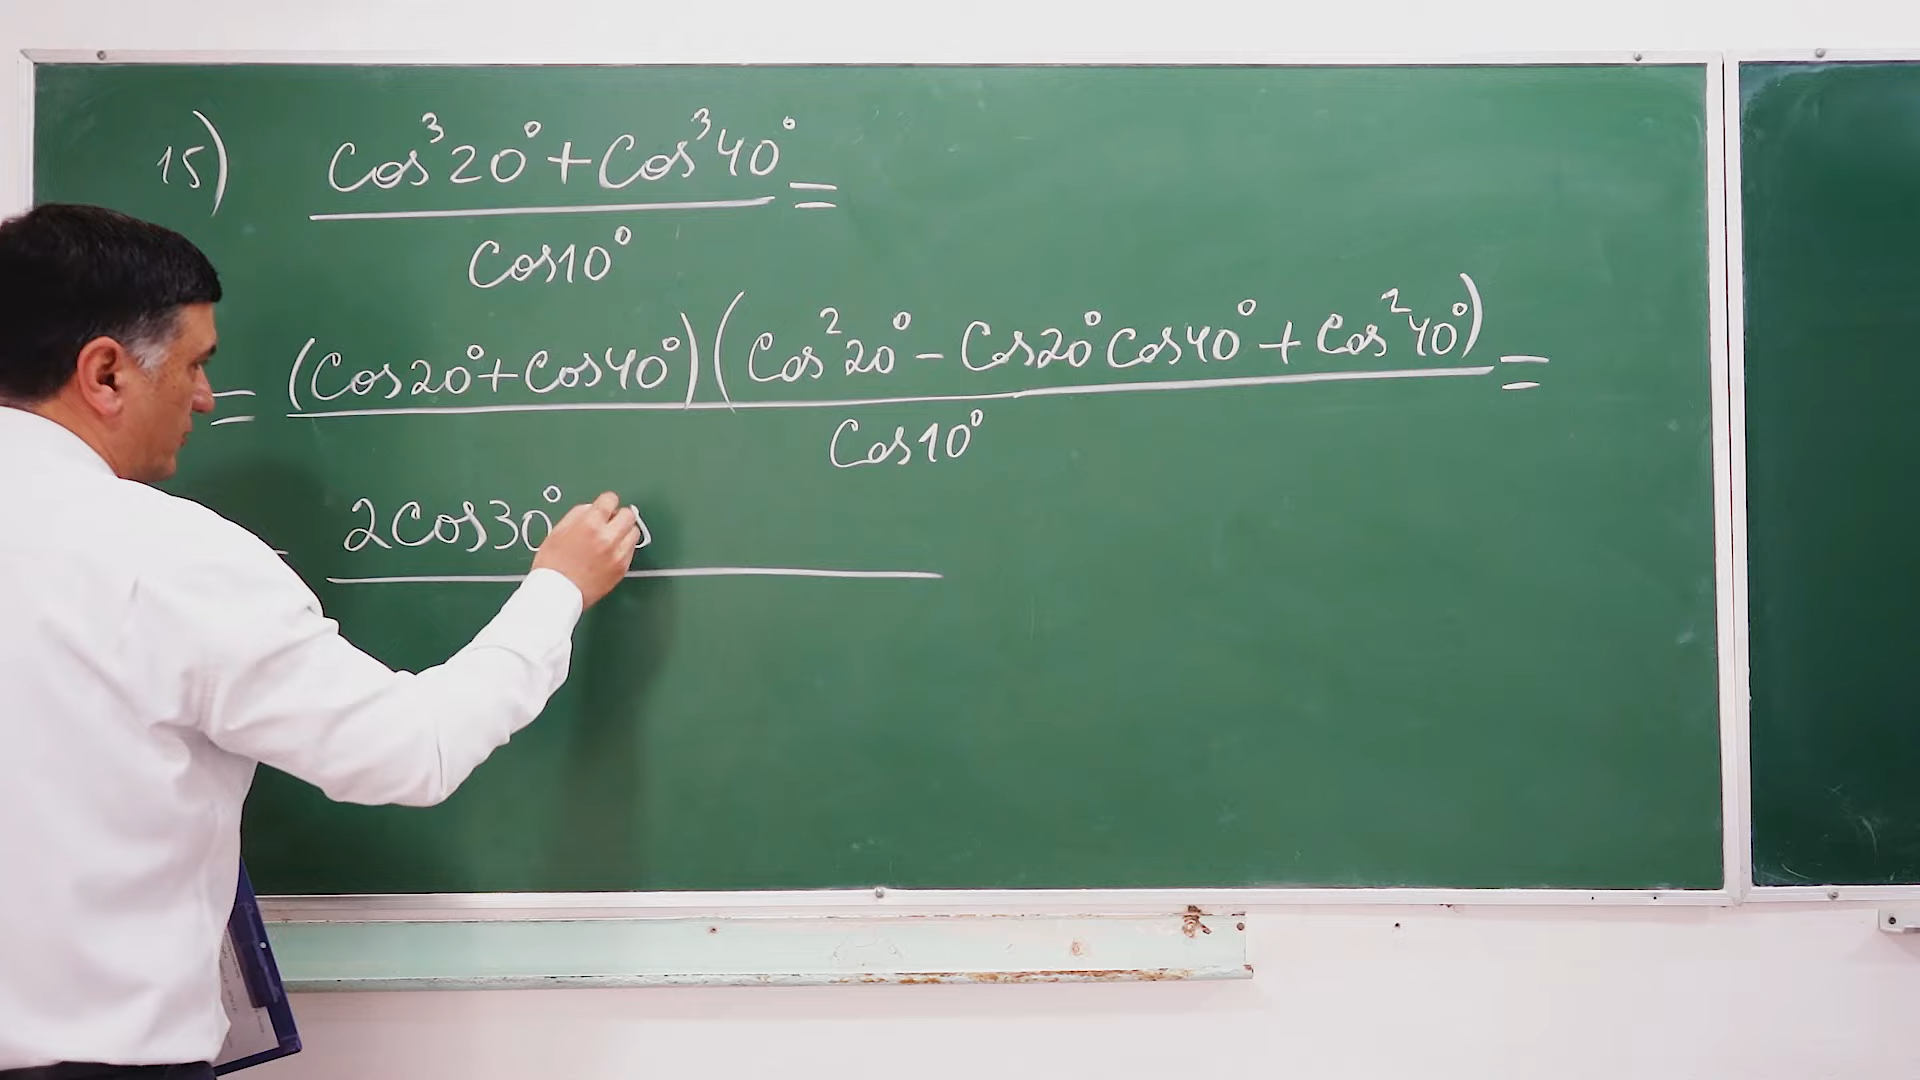 15) Cos³20° + Cos³40° =
Cos10°
= (Cos20° + Cos40°)(Cos²20° - Cos20°Cos40° + Cos²40°) =
Cos10°
2Cos30°